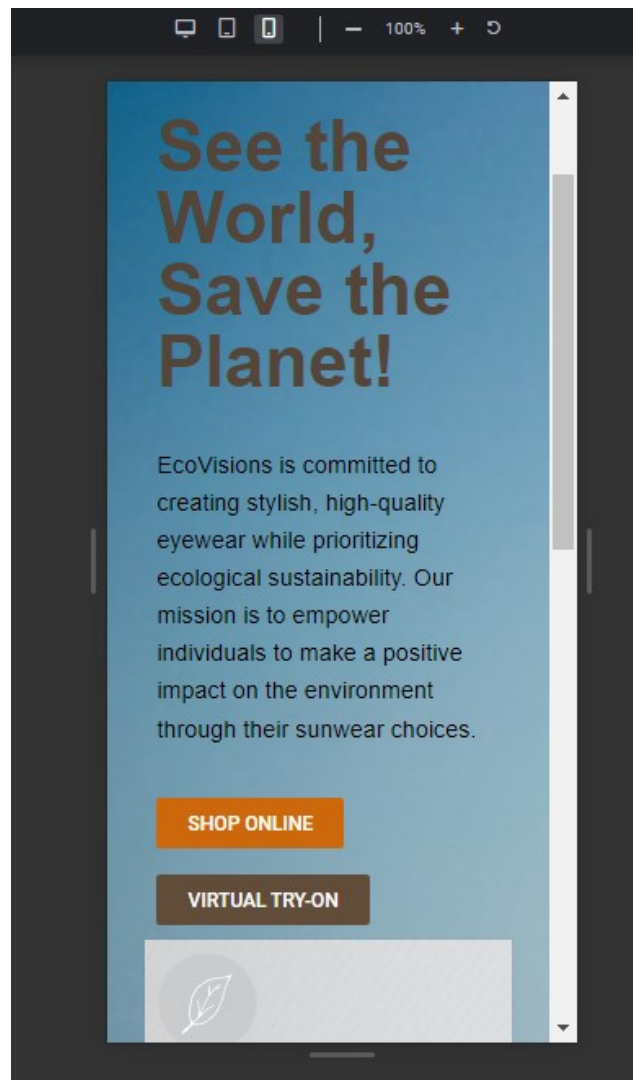 100%
See the
World,
Save the
Planet!
EcoVisions is committed to
creating stylish, high-quality
eyewear while prioritizing
ecological sustainability. Our
mission is to empower
individuals to make a positive
impact on the environment
through their sunwear choices.
SHOP ONLINE
VIRTUAL TRY-ON